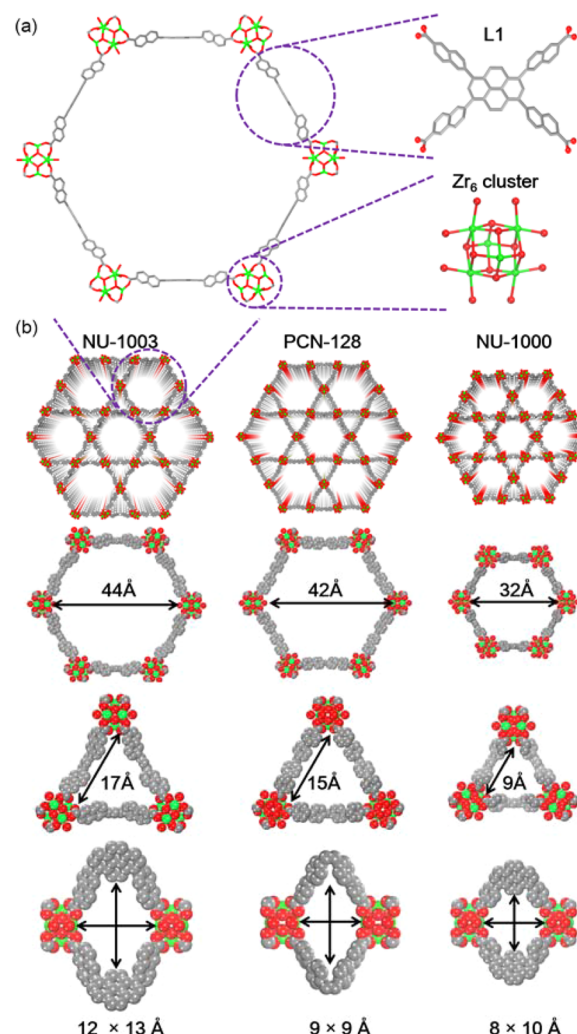 (a)
L1
Zr6 cluster
(b)
NU-1003 PCN-128 NU-1000
44Å 42Å 32Å
17Å 15Å 9Å
12 × 13 Å 9 × 9 Å 8 × 10 Å